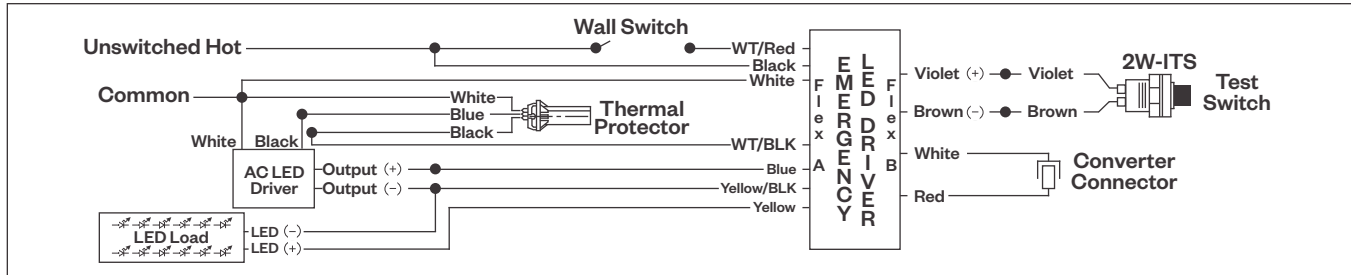 Wall Switch
Unswitched Hot
WT/Red
Black
White
Common
White
Blue
Black
Thermal
Protector
White
Black
WT/BLK
AC LED
Driver
Output (+)
Output (-)
Blue
Yellow/BLK
Yellow
LED Load
LED (-)
LED (+)
Flex A
EMERGENCY
LED DRIVER
Flex B
Violet (+)
Violet
Brown (-)
Brown
2W-ITS
Test
Switch
White
Red
Converter
Connector